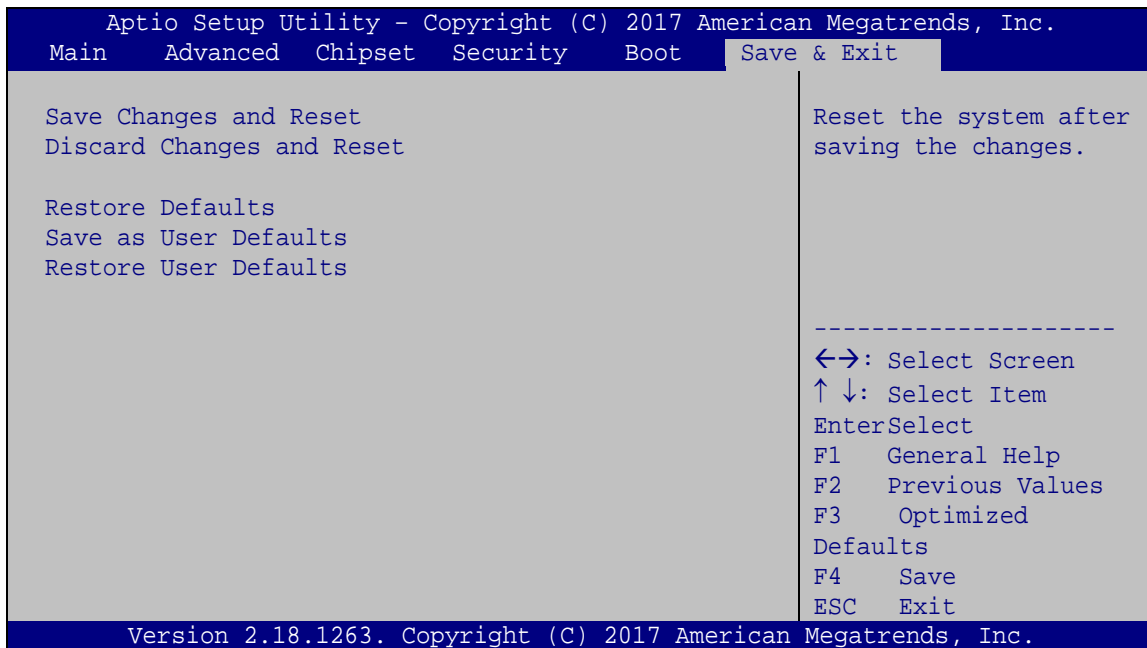 Aptio Setup Utility – Copyright (C) 2017 American Megatrends, Inc.
Main Advanced Chipset Security Boot Save & Exit
Save Changes and Reset
Discard Changes and Reset
Restore Defaults
Save as User Defaults
Restore User Defaults
Reset the system after
saving the changes.
---------------------
←→: Select Screen
↑ ↓: Select Item
EnterSelect
F1 General Help
F2 Previous Values
F3 Optimized
Defaults
F4 Save
ESC Exit
Version 2.18.1263. Copyright (C) 2017 American Megatrends, Inc.